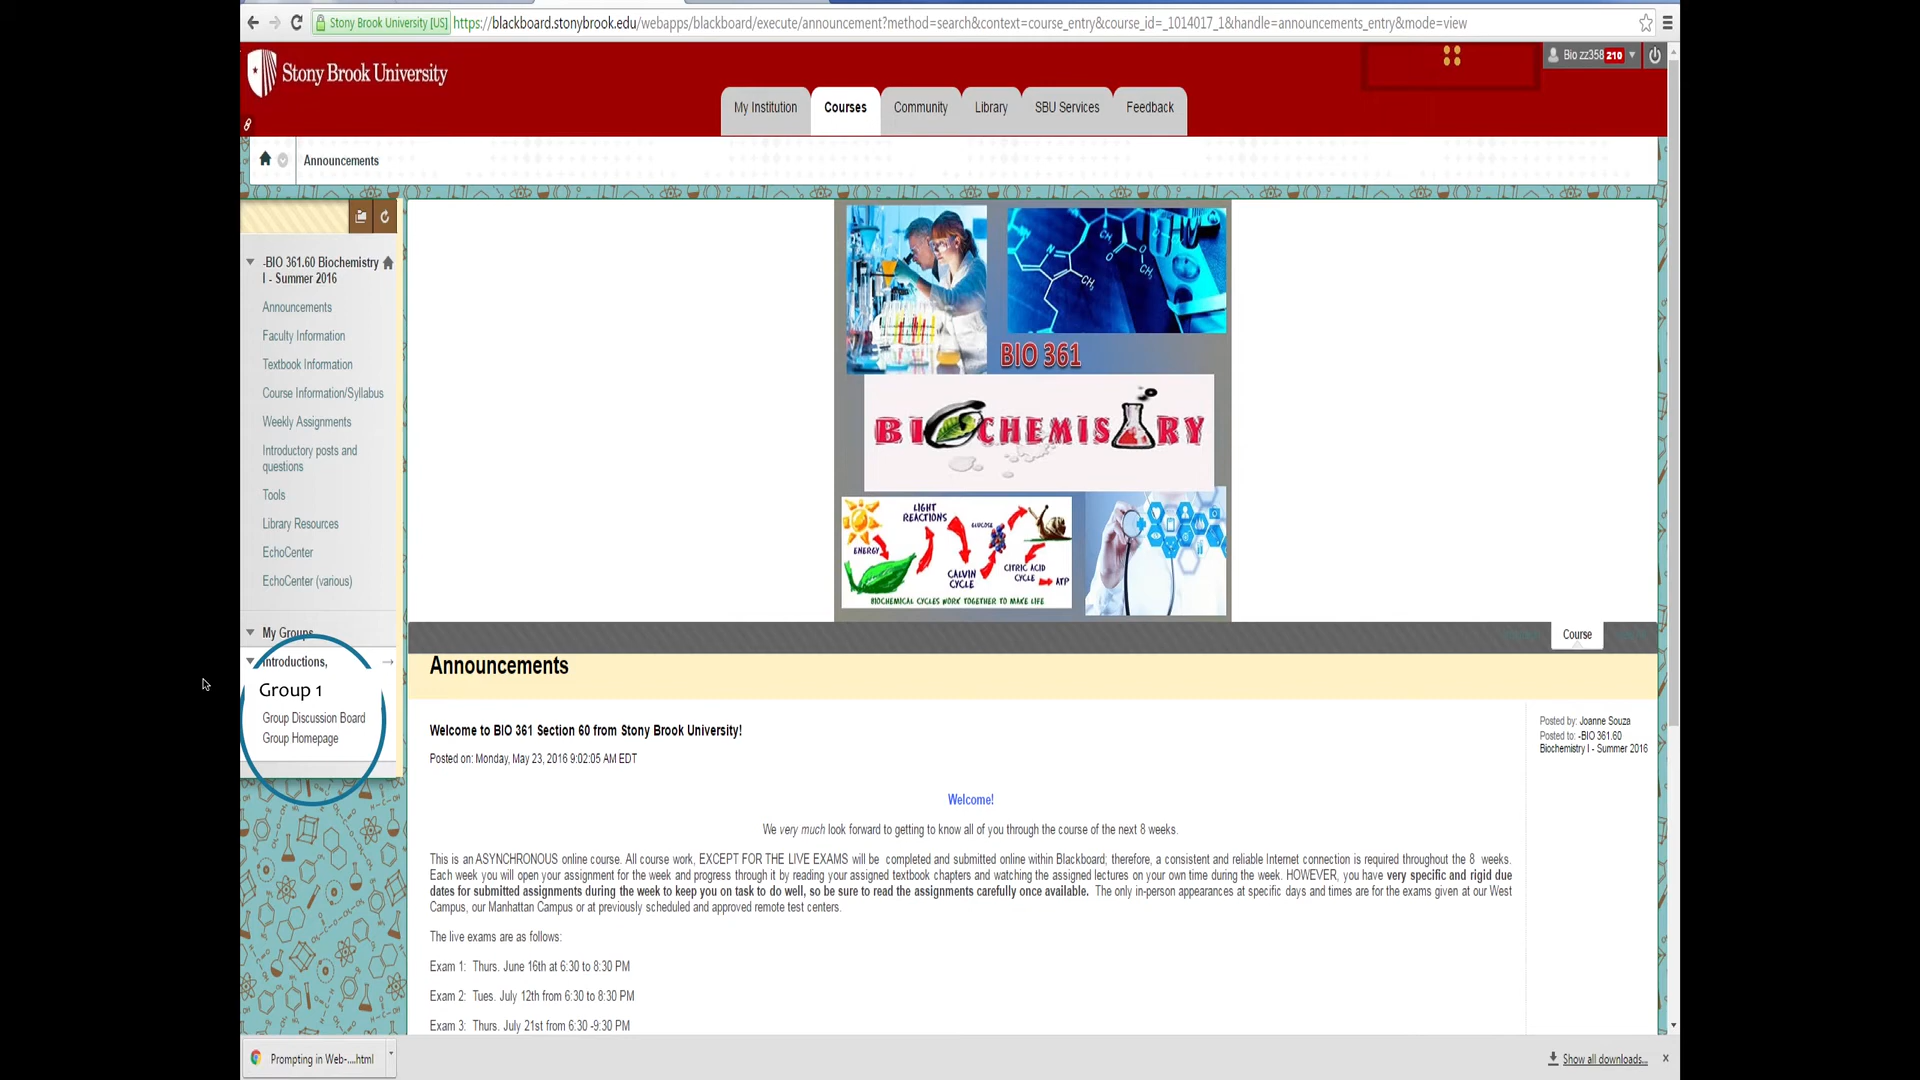 Stony Brook University [US] https://blackboard.stonybrook.edu/webapps/blackboard/execute/announcement?method=search&context=course_entry&course_id=_1014017_1&handle=announcements_entry&mode=view
Stony Brook University
Bio zz358 210
My Institution
Courses
Community
Library
SBU Services
Feedback
Announcements
-BIO 361.60 Biochemistry
I - Summer 2016
Announcements
Faculty Information
Textbook Information
Course Information/Syllabus
Weekly Assignments
Introductory posts and
questions
Tools
Library Resources
EchoCenter
EchoCenter (various)
My Groups
Introductions,
Group 1
Group Discussion Board
Group Homepage
N
CH3
O
O
CH3
CH3
BIO 361
BIOCHEMISTRY
LIGHT
REACTIONS
GLUCOSE
ENERGY
CALVIN
CYCLE
CITRIC ACID
CYCLE
ATP
BIOCHEMICAL CYCLES WORK TOGETHER TO MAKE LIFE
Course
Announcements
Welcome to BIO 361 Section 60 from Stony Brook University!
Posted on: Monday, May 23, 2016 9:02:05 AM EDT
Posted by: Joanne Souza
Posted to: -BIO 361.60
Biochemistry I - Summer 2016
Welcome!
We very much look forward to getting to know all of you through the course of the next 8 weeks.
This is an ASYNCHRONOUS online course. All course work, EXCEPT FOR THE LIVE EXAMS will be completed and submitted online within Blackboard; therefore, a consistent and reliable Internet connection is required throughout the 8 weeks.
Each week you will open your assignment for the week and progress through it by reading your assigned textbook chapters and watching the assigned lectures on your own time during the week. HOWEVER, you have very specific and rigid due
dates for submitted assignments during the week to keep you on task to do well, so be sure to read the assignments carefully once available. The only in-person appearances at specific days and times are for the exams given at our West
Campus, our Manhattan Campus or at previously scheduled and approved remote test centers.
The live exams are as follows:
Exam 1: Thurs. June 16th at 6:30 to 8:30 PM
Exam 2: Tues. July 12th from 6:30 to 8:30 PM
Exam 3: Thurs. July 21st from 6:30 -9:30 PM
Prompting in Web-....html
Show all downloads...